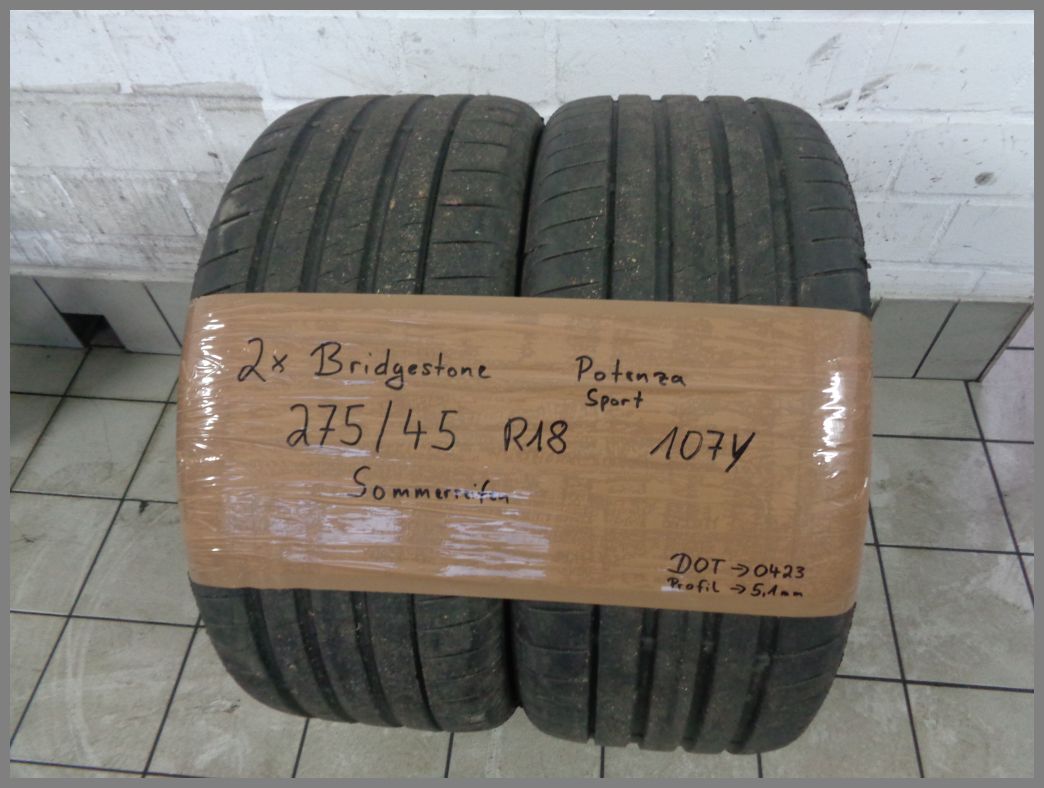 2x Bridgestone Potenza
Sport
275/45 R18 107Y
Sommerreifen
DOT → 0423
Profil → 5,1mm